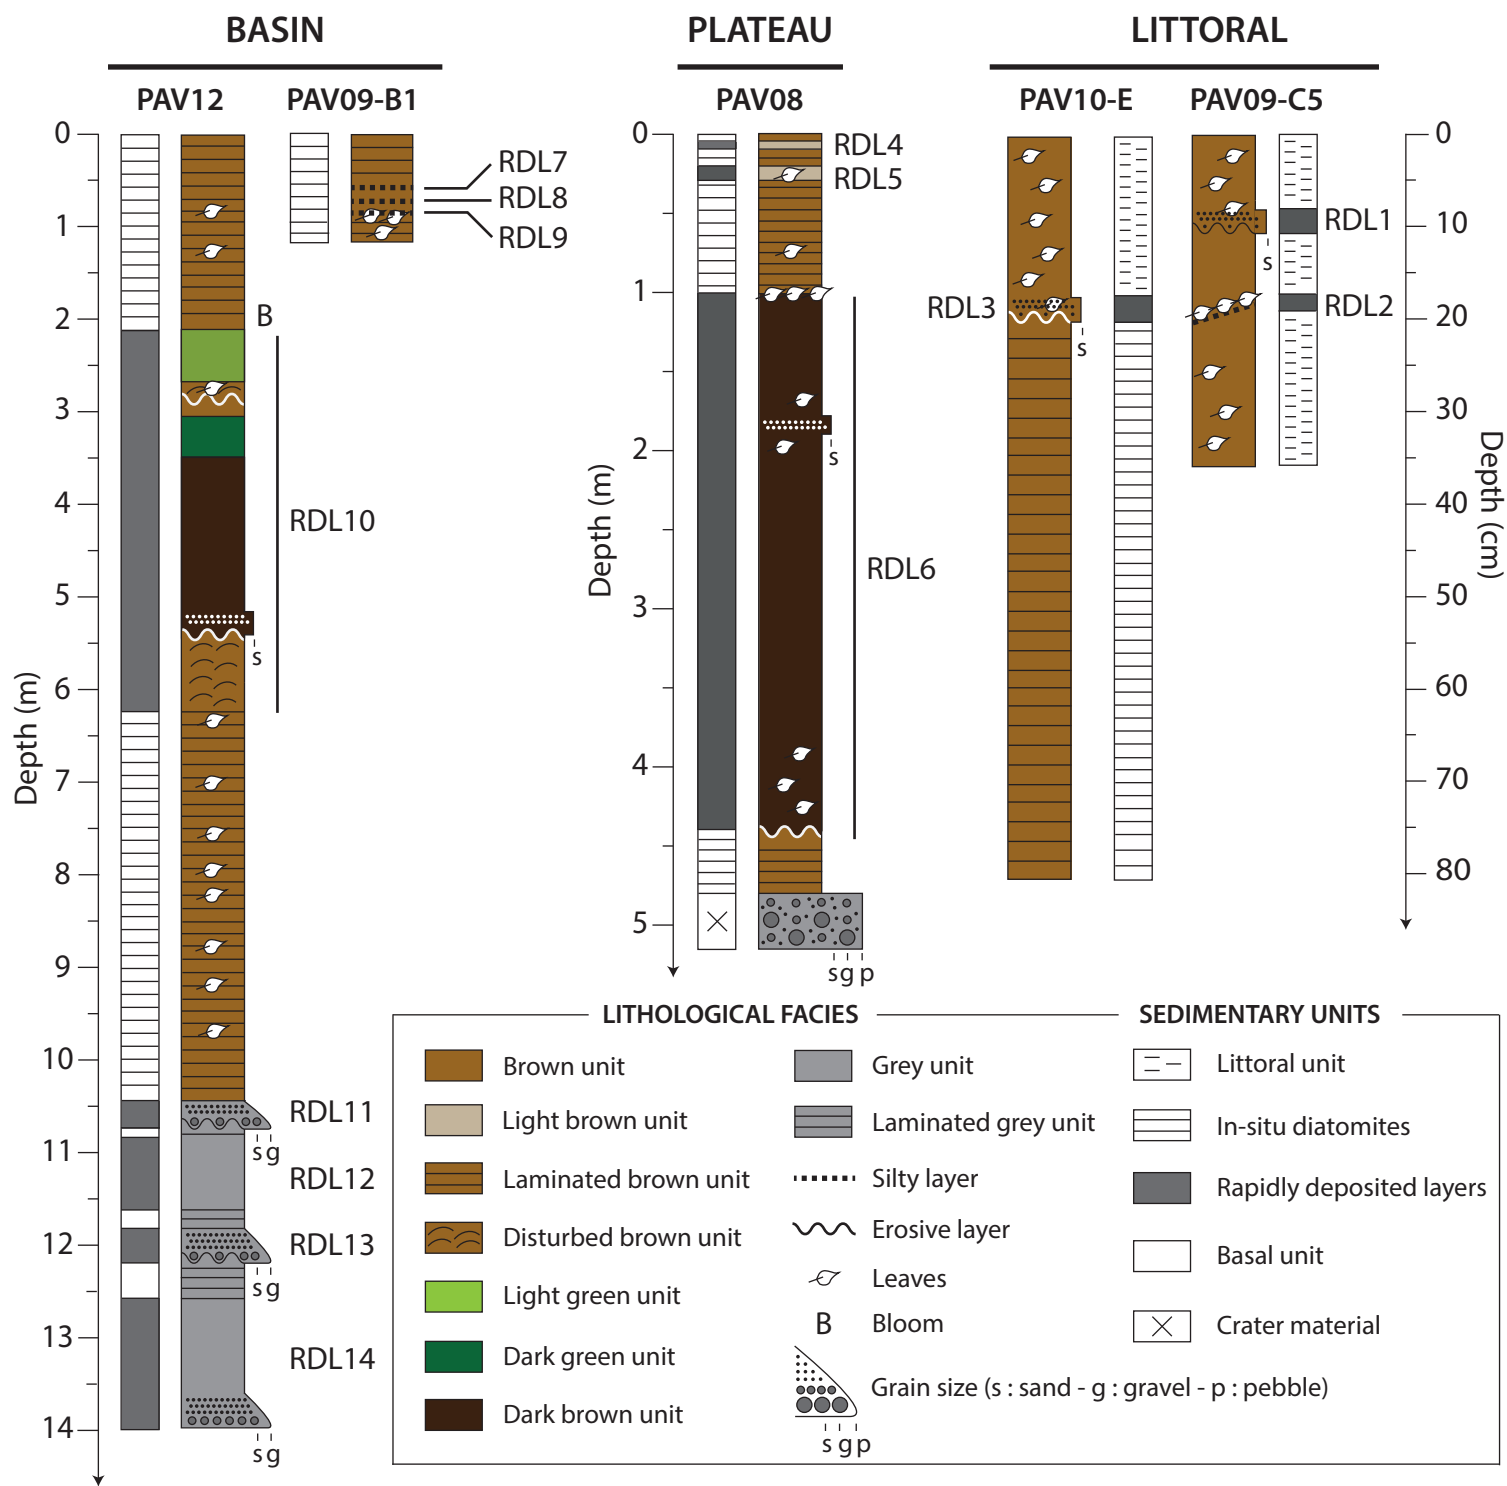 BASIN PLATEAU LITTORAL
PAV12 PAV09-B1 PAV08 PAV10-E PAV09-C5
0
1
2
3
4
5
6
7
8
9
10
11
12
13
14
Depth (m)
B
s
RDL10
RDL11
s g
RDL12
RDL13
s g
RDL14
s g
RDL7
RDL8
RDL9
0
1
2
3
4
5
Depth (m)
RDL4
RDL5
s
RDL6
s g p
RDL3
s
s
RDL1
RDL2
0
10
20
30
40
50
60
70
80
Depth (cm)
LITHOLOGICAL FACIES
Brown unit
Light brown unit
Laminated brown unit
Disturbed brown unit
Light green unit
Dark green unit
Dark brown unit
Grey unit
Laminated grey unit
Silty layer
Erosive layer
Leaves
B Bloom
Grain size (s : sand - g : gravel - p : pebble)
s g p
SEDIMENTARY UNITS
Littoral unit
In-situ diatomites
Rapidly deposited layers
Basal unit
Crater material